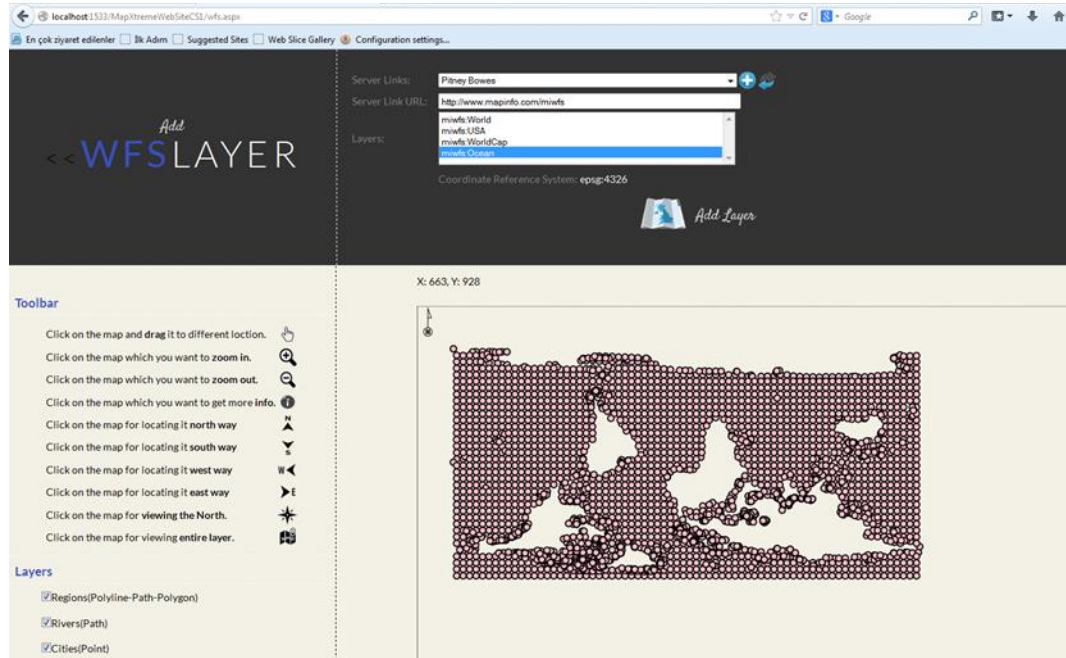 localhost:1533/MapXtremeWebSiteCS1/wfs.aspx
Google
En çok ziyaret edilenler İlk Adım Suggested Sites Web Slice Gallery Configuration settings...
Server Links: Pitney Bowes
Server Link URL: http://www.mapinfo.com/miwfs
Layers:
miwfs:World
miwfs:USA
miwfs:WorldCap
miwfs:Ocean
Coordinate Reference System: epsg:4326
Add Layer
Add
<< WFSLAYER
X: 663, Y: 928
Toolbar
Click on the map and drag it to different loction.
Click on the map which you want to zoom in.
Click on the map which you want to zoom out.
Click on the map which you want to get more info.
Click on the map for locating it north way N
Click on the map for locating it south way S
Click on the map for locating it west way W
Click on the map for locating it east way E
Click on the map for viewing the North.
Click on the map for viewing entire layer.
Layers
Regions(Polyline-Path-Polygon)
Rivers(Path)
Cities(Point)